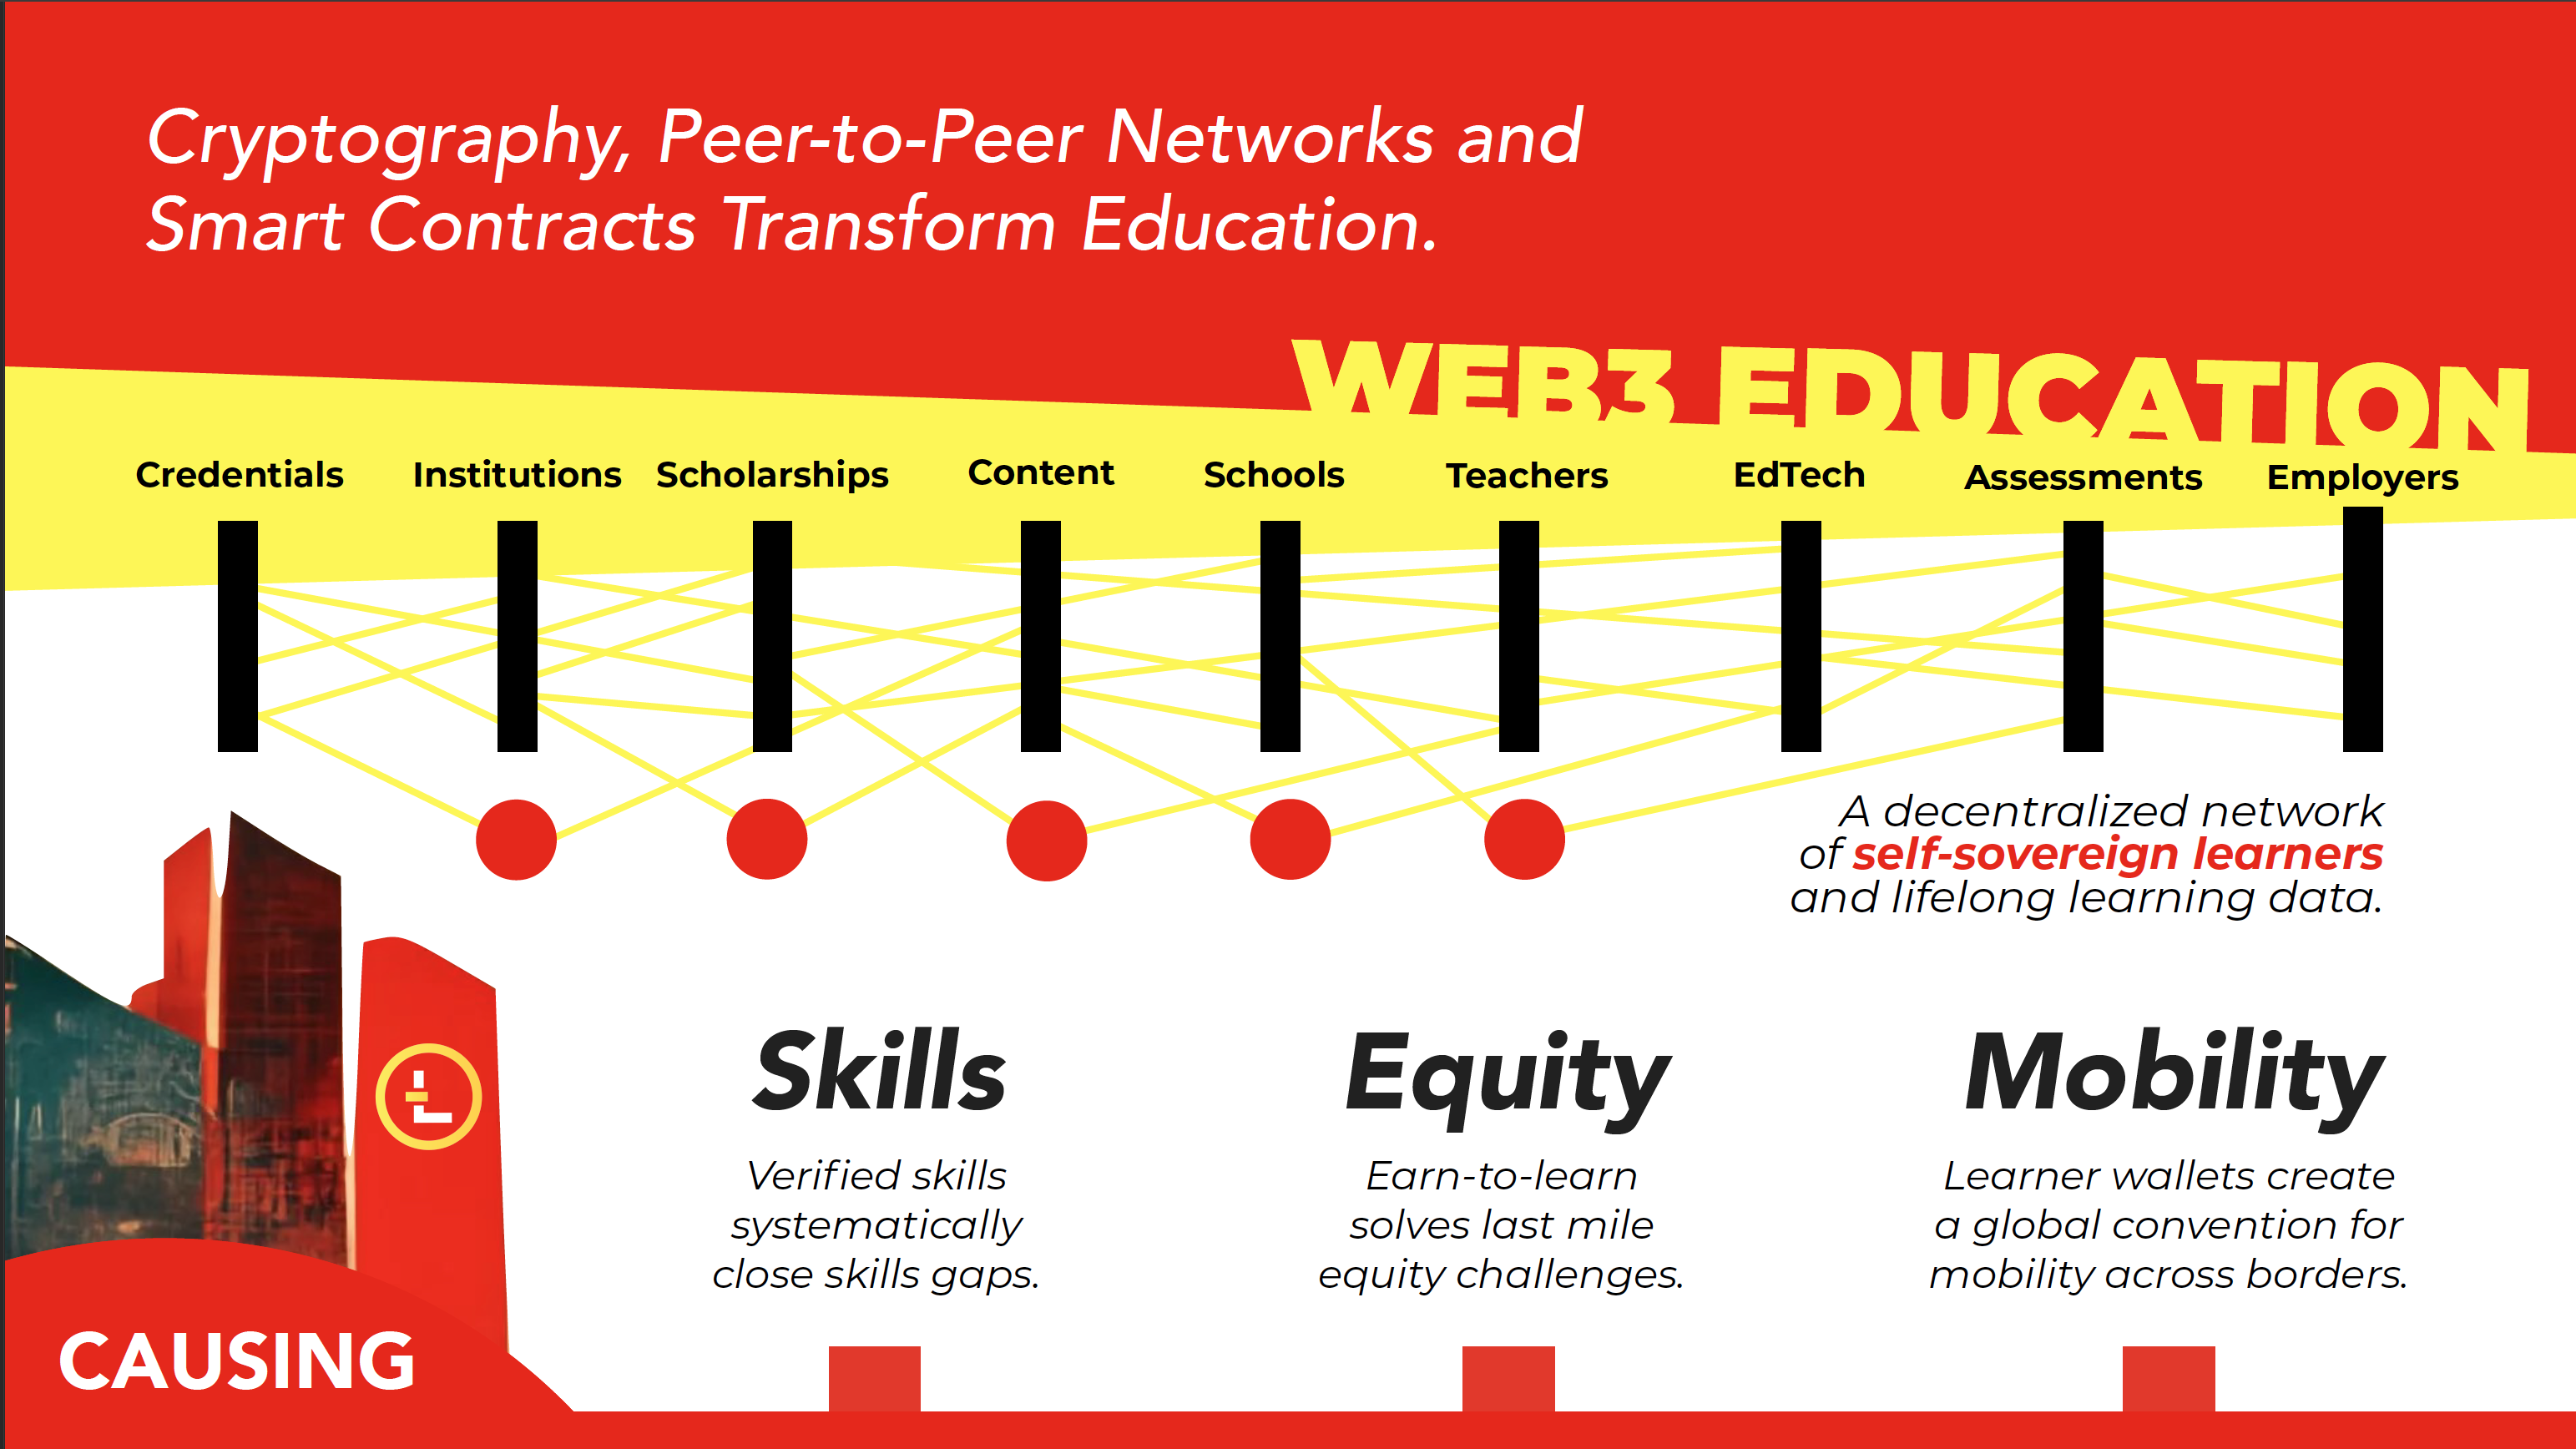 Cryptography, Peer-to-Peer Networks and
Smart Contracts Transform Education.
WEB3 EDUCATION
Credentials Institutions Scholarships Content Schools Teachers EdTech Assessments Employers
A decentralized network
of self-sovereign learners
and lifelong learning data.
Skills
Verified skills
systematically
close skills gaps.
Equity
Earn-to-learn
solves last mile
equity challenges.
Mobility
Learner wallets create
a global convention for
mobility across borders.
CAUSING